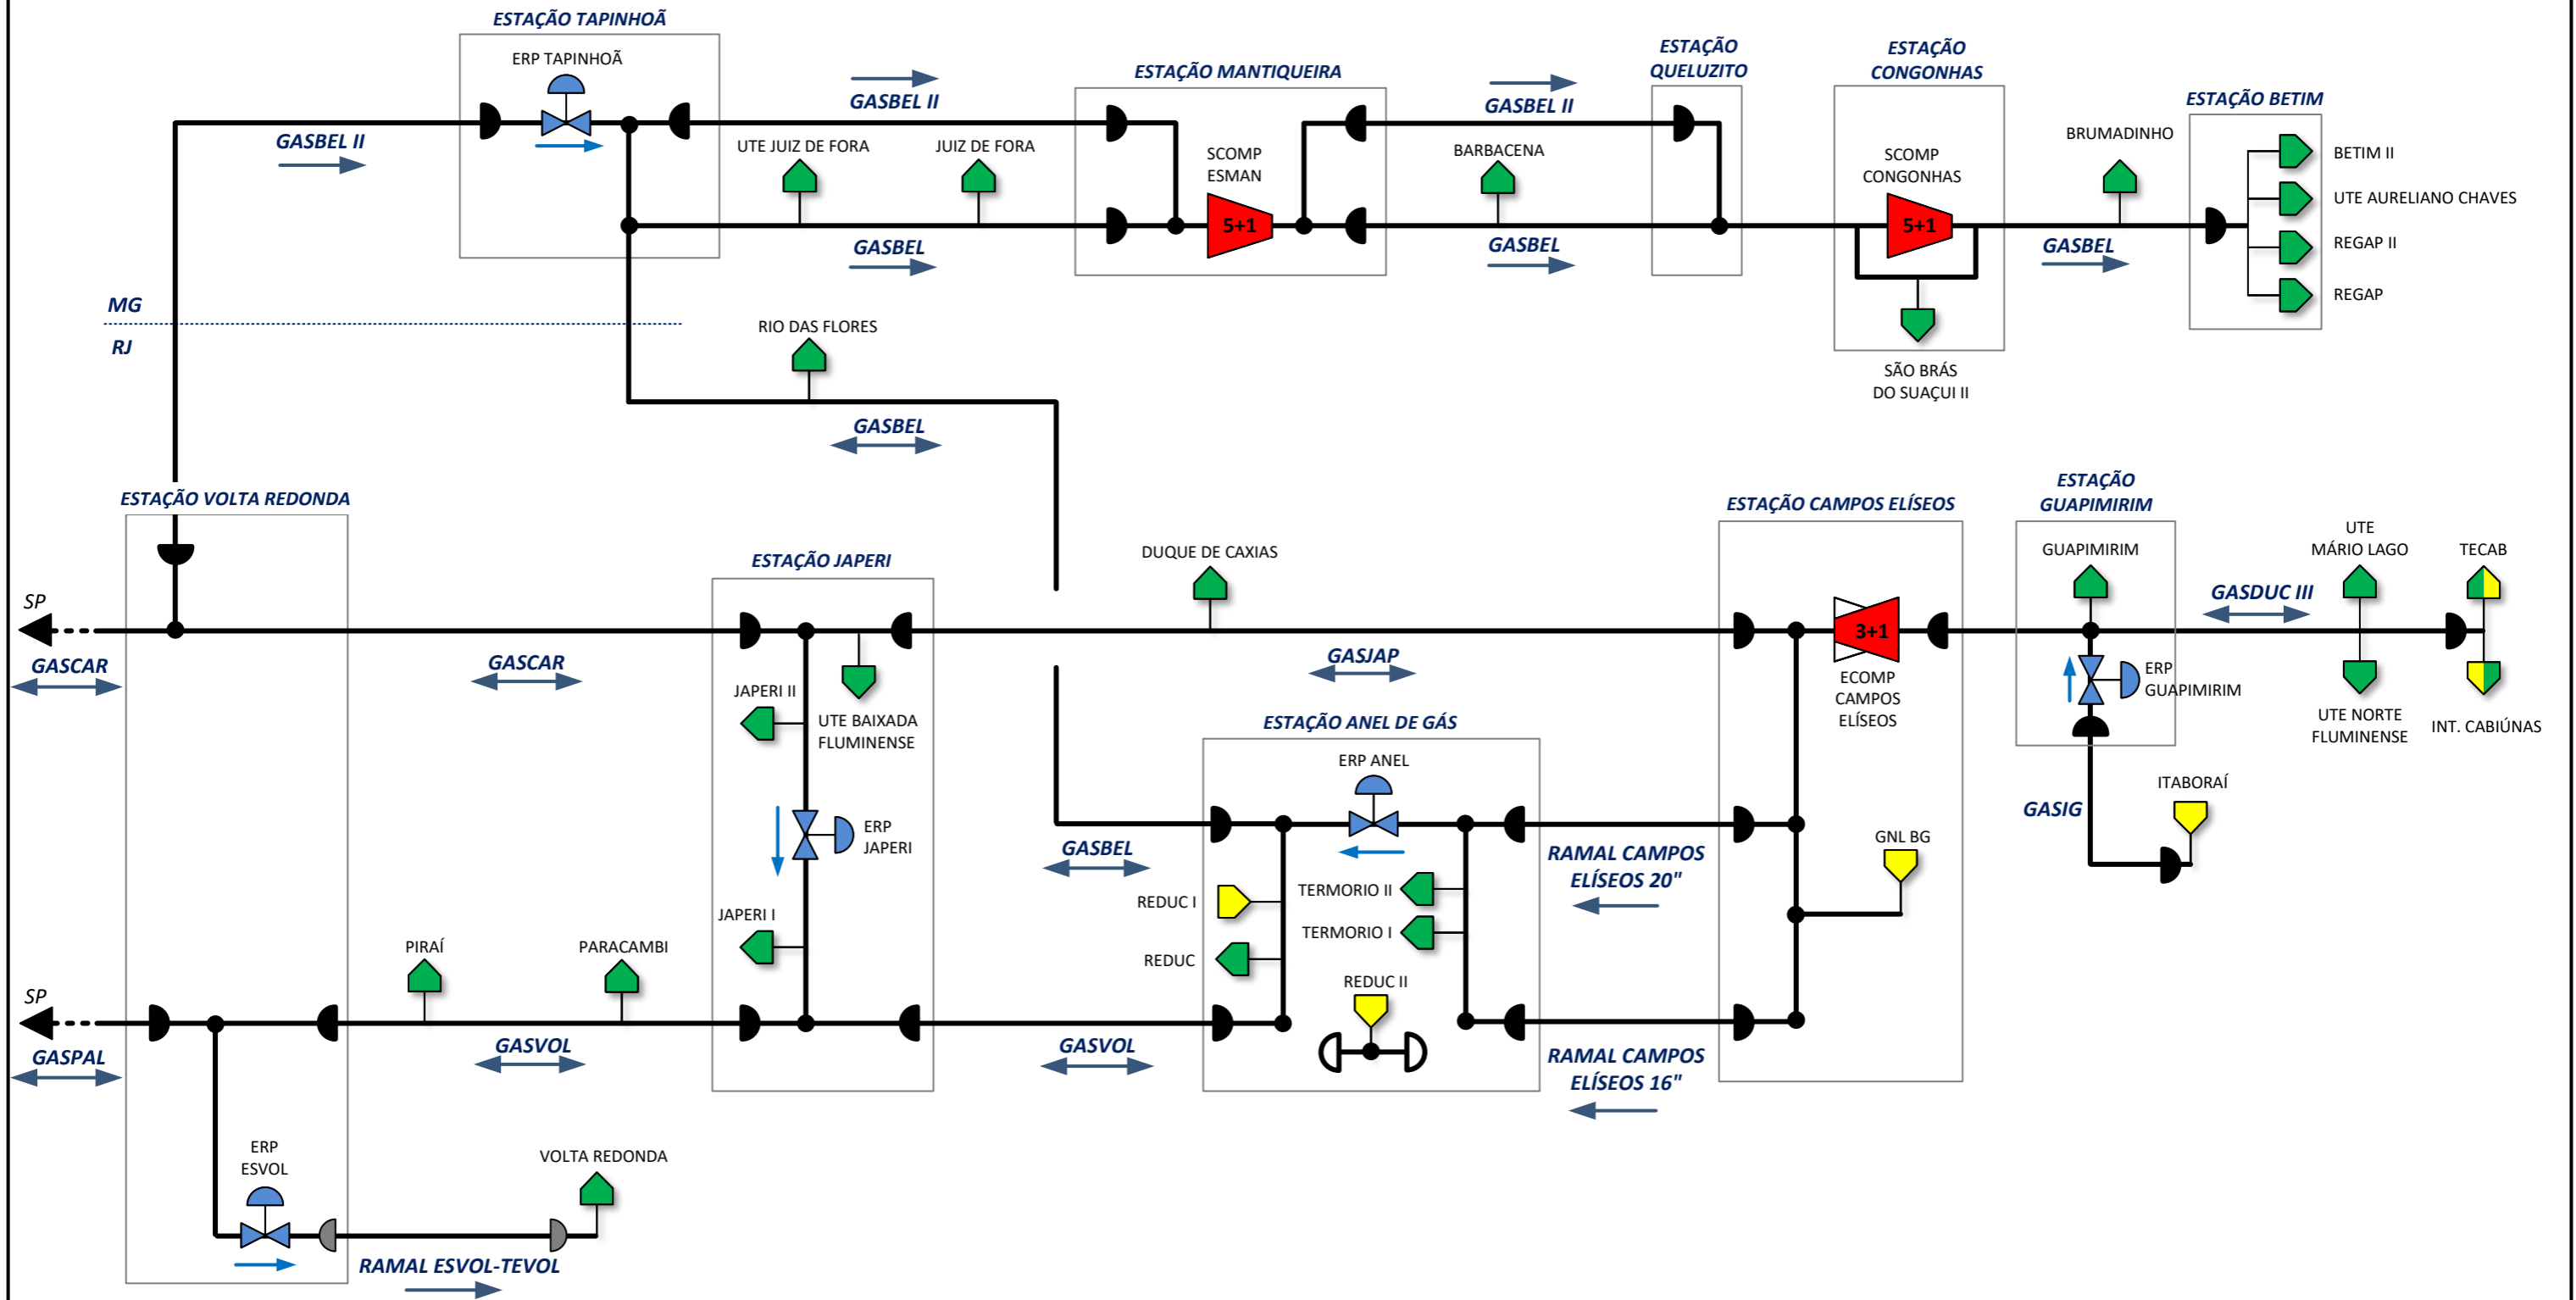 ESTAÇÃO TAPINHOÃ
ERP TAPINHOÃ
GASBEL II
GASBEL II
UTE JUIZ DE FORA
JUIZ DE FORA
GASBEL
ESTAÇÃO MANTIQUEIRA
SCOMP
ESMAN
5+1
GASBEL II
BARBACENA
GASBEL
ESTAÇÃO
QUELUZITO
ESTAÇÃO
CONGONHAS
SCOMP
CONGONHAS
5+1
SÃO BRÁS
DO SUAÇUI II
BRUMADINHO
GASBEL
ESTAÇÃO BETIM
BETIM II
UTE AURELIANO CHAVES
REGAP II
REGAP
MG
RJ
RIO DAS FLORES
GASBEL
ESTAÇÃO VOLTA REDONDA
SP
GASCAR
GASCAR
ESTAÇÃO JAPERI
JAPERI II
UTE BAIXADA
FLUMINENSE
ERP
JAPERI
JAPERI I
DUQUE DE CAXIAS
GASJAP
ESTAÇÃO CAMPOS ELÍSEOS
3+1
ECOMP
CAMPOS
ELÍSEOS
GNL BG
ESTAÇÃO
GUAPIMIRIM
GUAPIMIRIM
ERP
GUAPIMIRIM
GASDUC III
UTE
MÁRIO LAGO
TECAB
UTE NORTE
FLUMINENSE
INT. CABIÚNAS
ITABORAÍ
GASIG
ESTAÇÃO ANEL DE GÁS
ERP ANEL
GASBEL
REDUC I
REDUC
TERMORIO II
TERMORIO I
REDUC II
RAMAL CAMPOS
ELÍSEOS 20"
RAMAL CAMPOS
ELÍSEOS 16"
SP
GASPAL
PIRAÍ
PARACAMBI
GASVOL
GASVOL
ERP
ESVOL
VOLTA REDONDA
RAMAL ESVOL-TEVOL